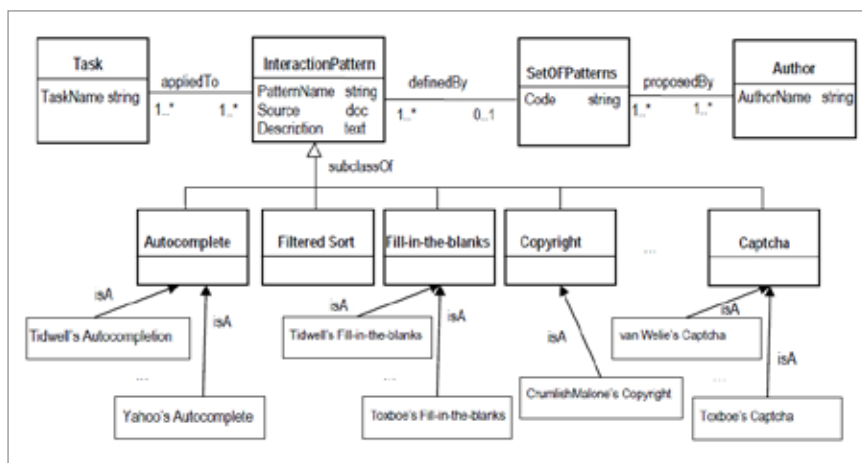 Task
TaskName string
appliedTo
1..*
1..*
InteractionPattern
PatternName string
Source doc
Description text
definedBy
1..*
0..1
SetOFPatterns
Code string
proposedBy
1..*
1..*
Author
AuthorName string
subclassOf
Autocomplete
Filtered Sort
Fill-in-the-blanks
Copyright
...
Captcha
isA
isA
isA
isA
isA
isA
isA
Tidwell's Autocompletion
Tidwell's Fill-in-the-blanks
van Welie's Captcha
...
...
...
Yahoo's Autocomplete
Toxboe's Fill-in-the-blanks
CrumlishMalone's Copyright
Toxboe's Captcha